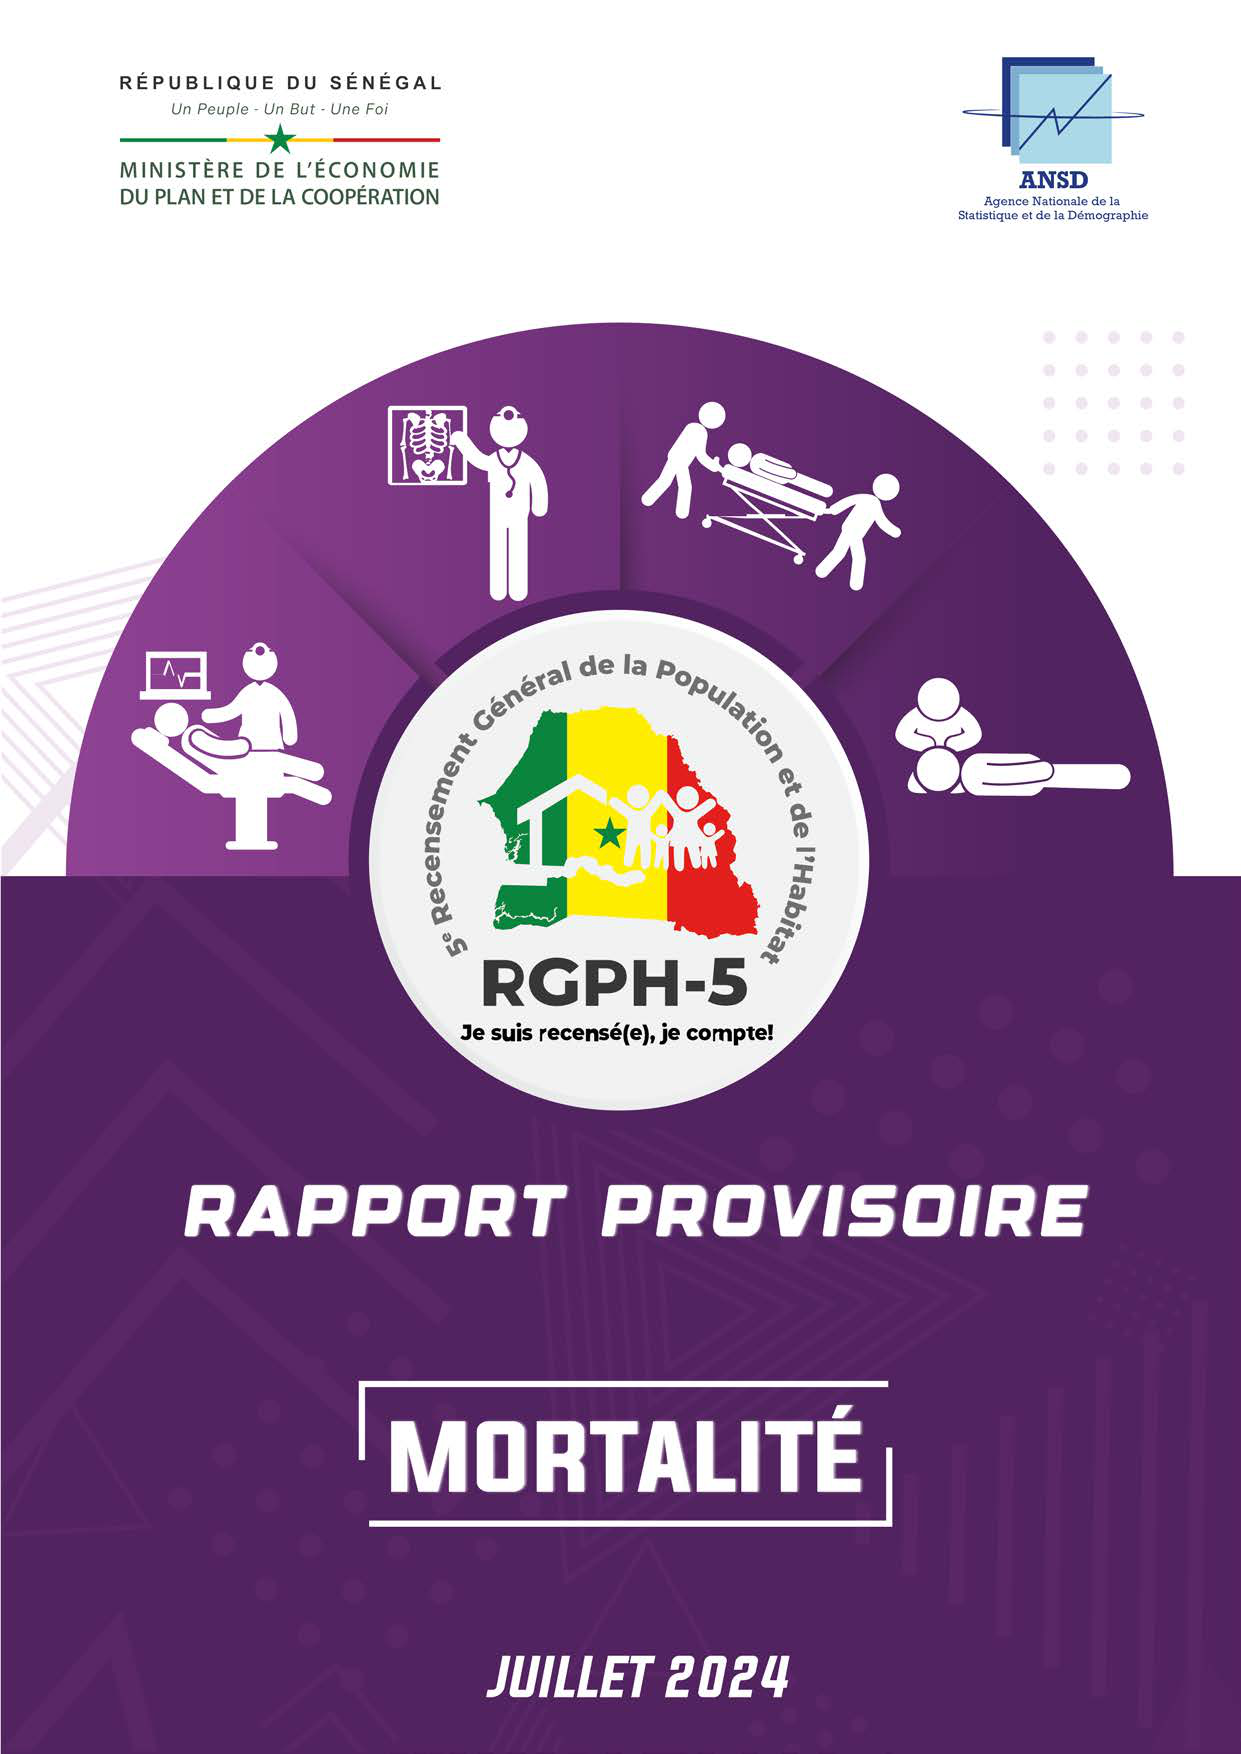 RÉPUBLIQUE DU SÉNÉGAL
Un Peuple - Un But - Une Foi
MINISTÈRE DE L'ÉCONOMIE
DU PLAN ET DE LA COOPÉRATION
ANSD
Agence Nationale de la
Statistique et de la Démographie
5e Recensement Général de la Population et de l'Habitat
RGPH-5
Je suis recensé(e), je compte!
RAPPORT PROVISOIRE
MORTALITÉ
JUILLET 2024